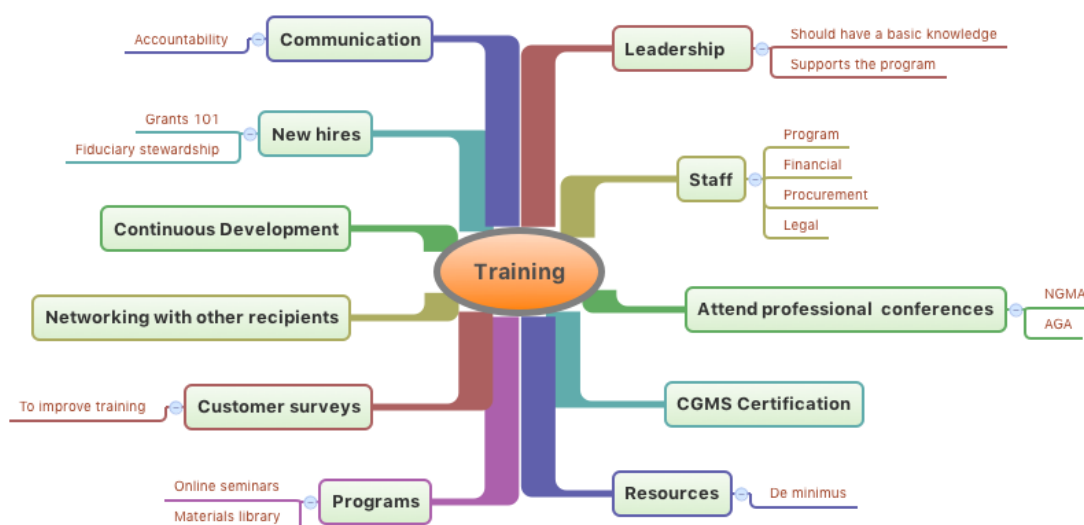 Communication
Accountability
New hires
Grants 101
Fiduciary stewardship
Continuous Development
Networking with other recipients
Customer surveys
To improve training
Programs
Online seminars
Materials library
Training
Leadership
Should have a basic knowledge
Supports the program
Staff
Program
Financial
Procurement
Legal
Attend professional  conferences
NGMA
AGA
CGMS Certification
Resources
De minimus